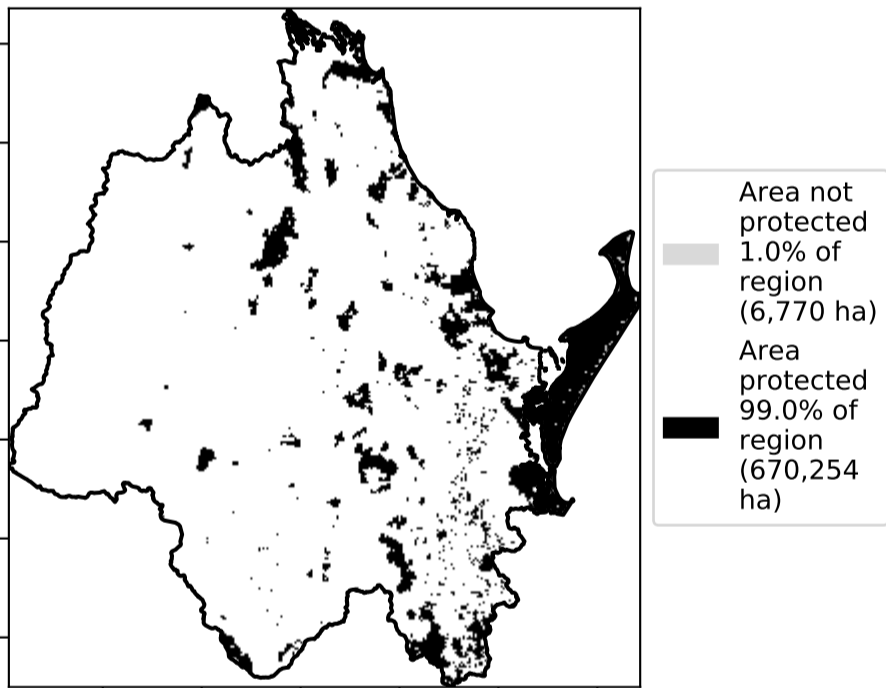 Area not
protected
1.0% of
region
(6,770 ha)
Area
protected
99.0% of
region
(670,254
ha)